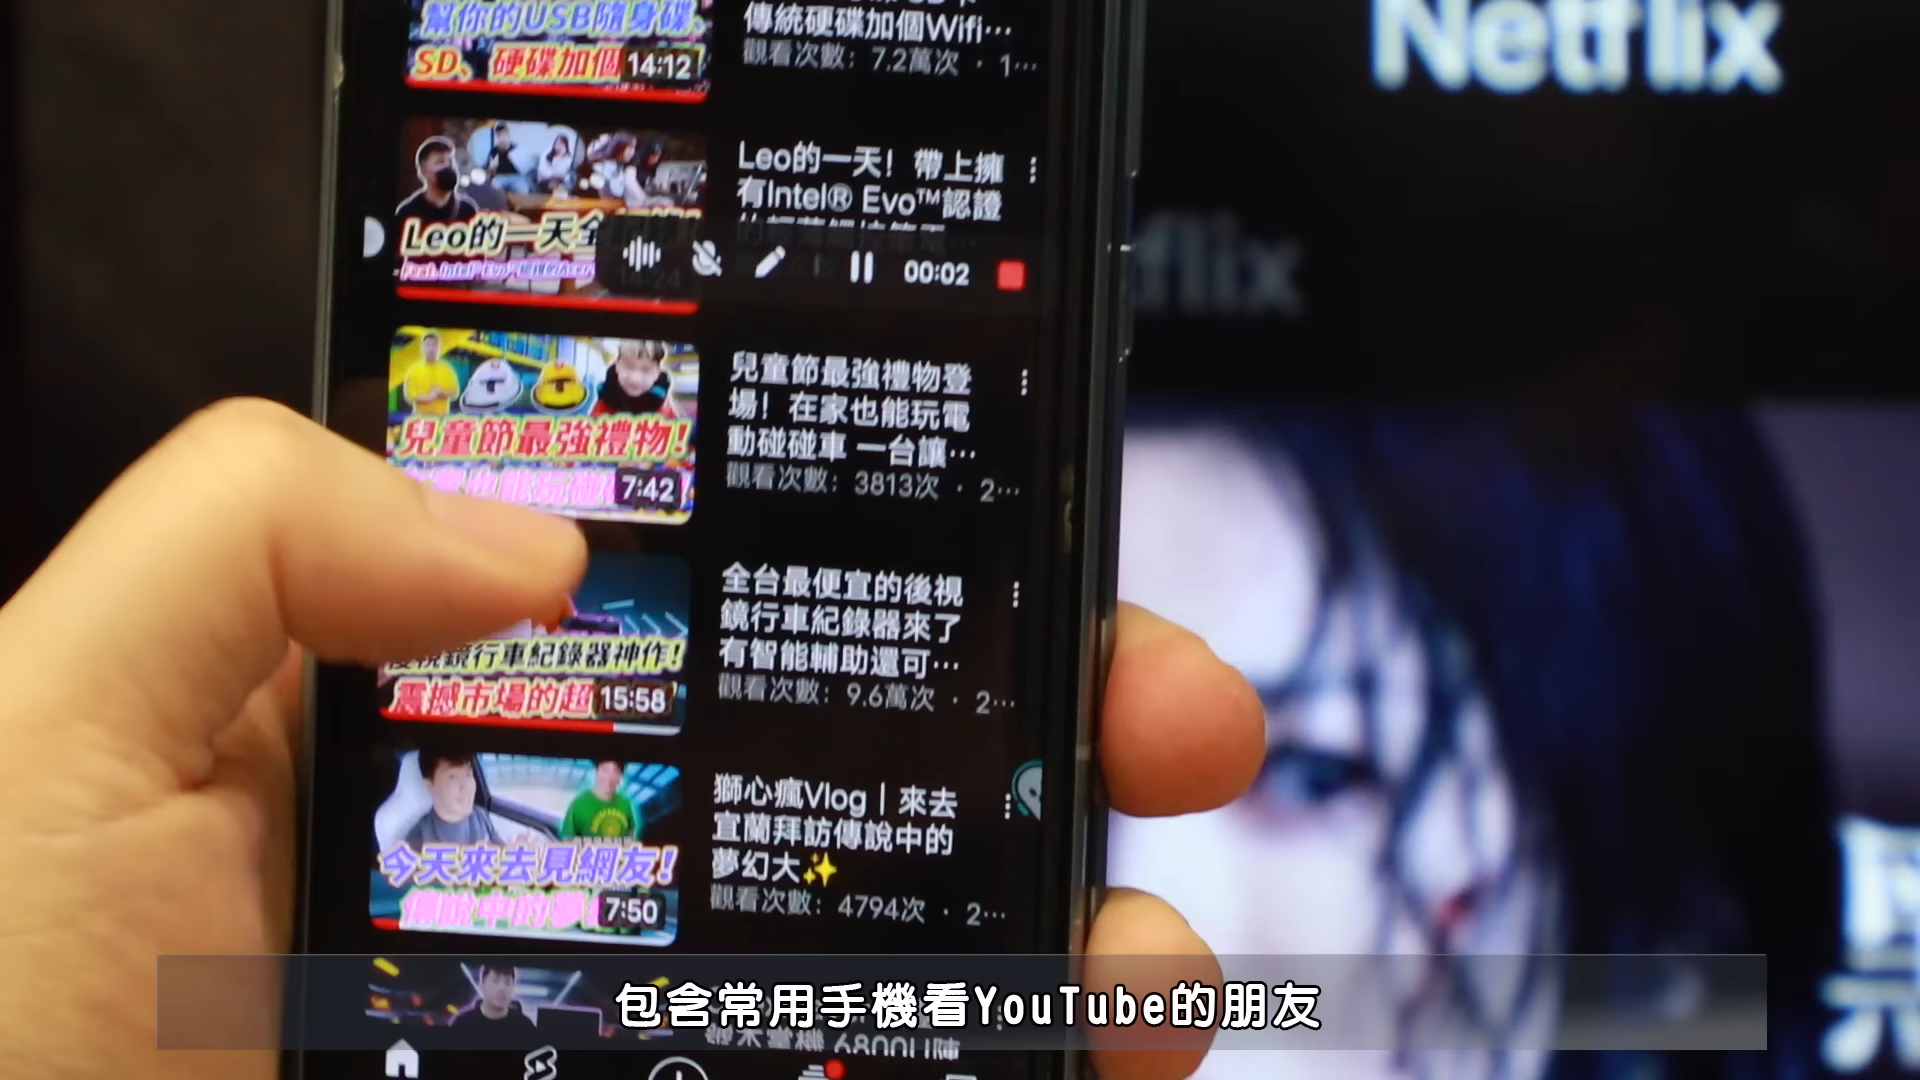 Netflix
flix
幫你的USB隨身碟、
SD、硬碟加個
14:12
傳統硬碟加個Wifi…
觀看次數：7.2萬次 · 1…
Leo的一天全
Leo的一天！帶上擁
有Intel® Evo™認證
00:02
兒童節最強禮物！
7:42
兒童節最強禮物登
場！在家也能玩電
動碰碰車 一台讓…
觀看次數：3813次 · 2…
後視鏡行車紀錄器神作！
震撼市場的超
15:58
全台最便宜的後視
鏡行車紀錄器來了
有智能輔助還可…
觀看次數：9.6萬次 · 2…
今天來去見網友！
傳說中的夢
7:50
獅心瘋Vlog｜來去
宜蘭拜訪傳說中的
夢幻大✨
觀看次數：4794次 · 2…
包含常用手機看YouTube的朋友
6800U